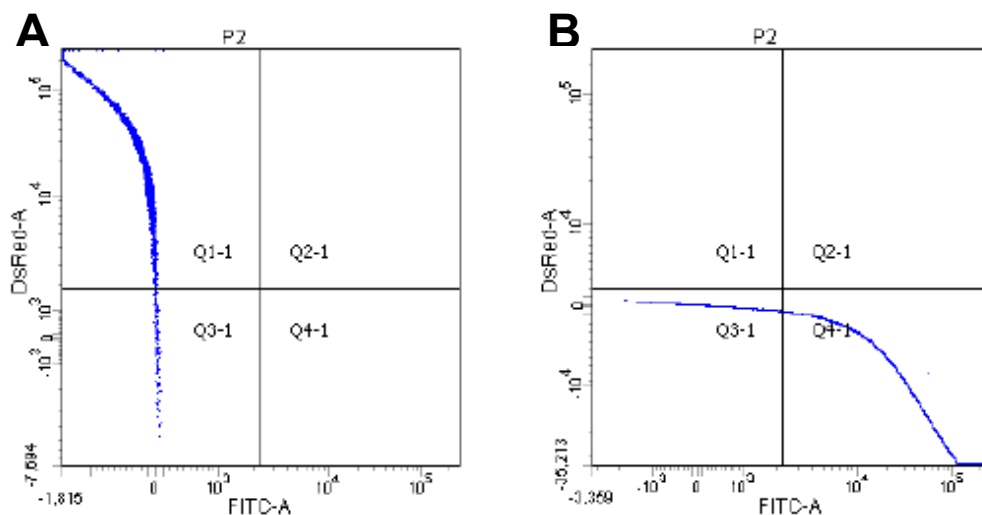 A
P2
DsRed-A
10^5
10^4
10^3
0
-10^3
-7,694
Q1-1
Q2-1
Q3-1
Q4-1
-1,815
0
10^3
10^4
10^5
FITC-A
B
P2
DsRed-A
10^5
10^4
0
-10^4
-35,213
Q1-1
Q2-1
Q3-1
Q4-1
-3,359
-10^3
0
10^3
10^4
10^5
FITC-A